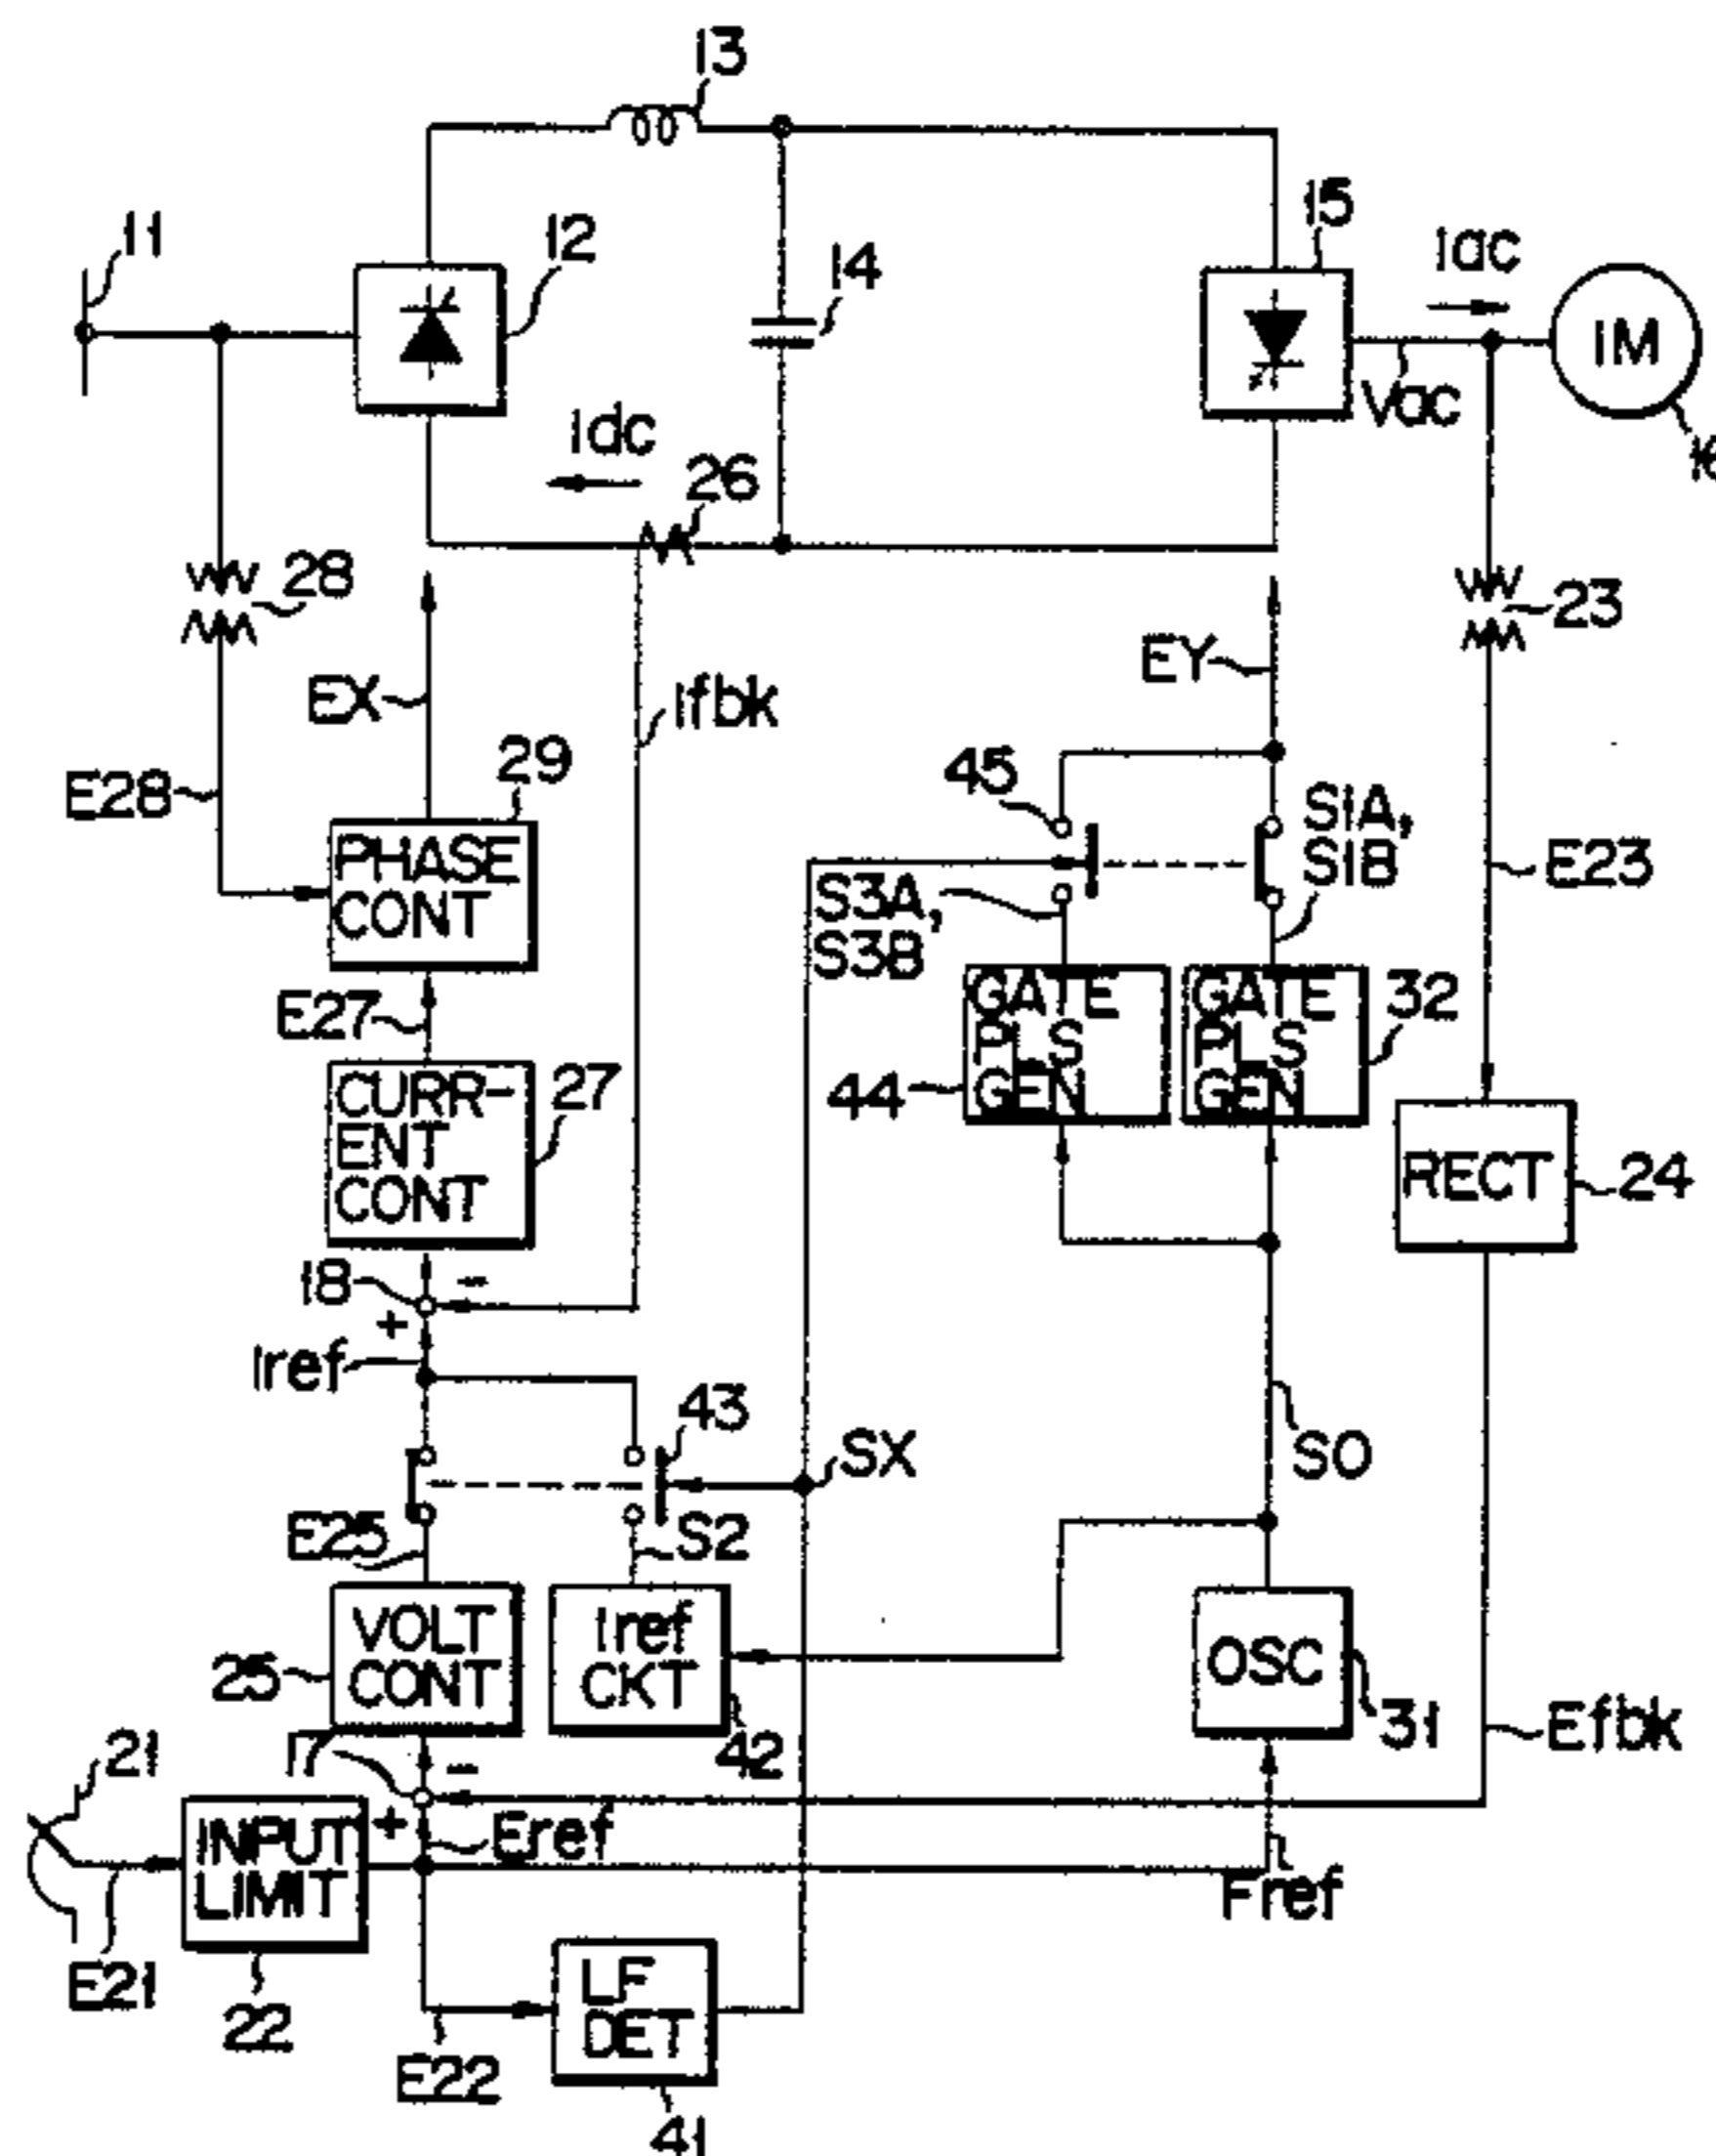 13
11
12
14
15
Iac
IM
Vac
Idc
26
28
23
EX
Ifbk
EY
29
45
S1A,
S1B
E28
PHASE
CONT
S3A,
S3B
E23
E27
GATE
PLS
GEN
GATE
PLS
GEN
32
CURR-
ENT
CONT
27
44
RECT
24
18
-
+
Iref
43
SX
SO
E25
S2
VOLT
CONT
25
Iref
CKT
42
OSC
31
Efbk
17
-
+
21
INPUT
LIMIT
Eref
Fref
E21
22
LF
DET
E22
41